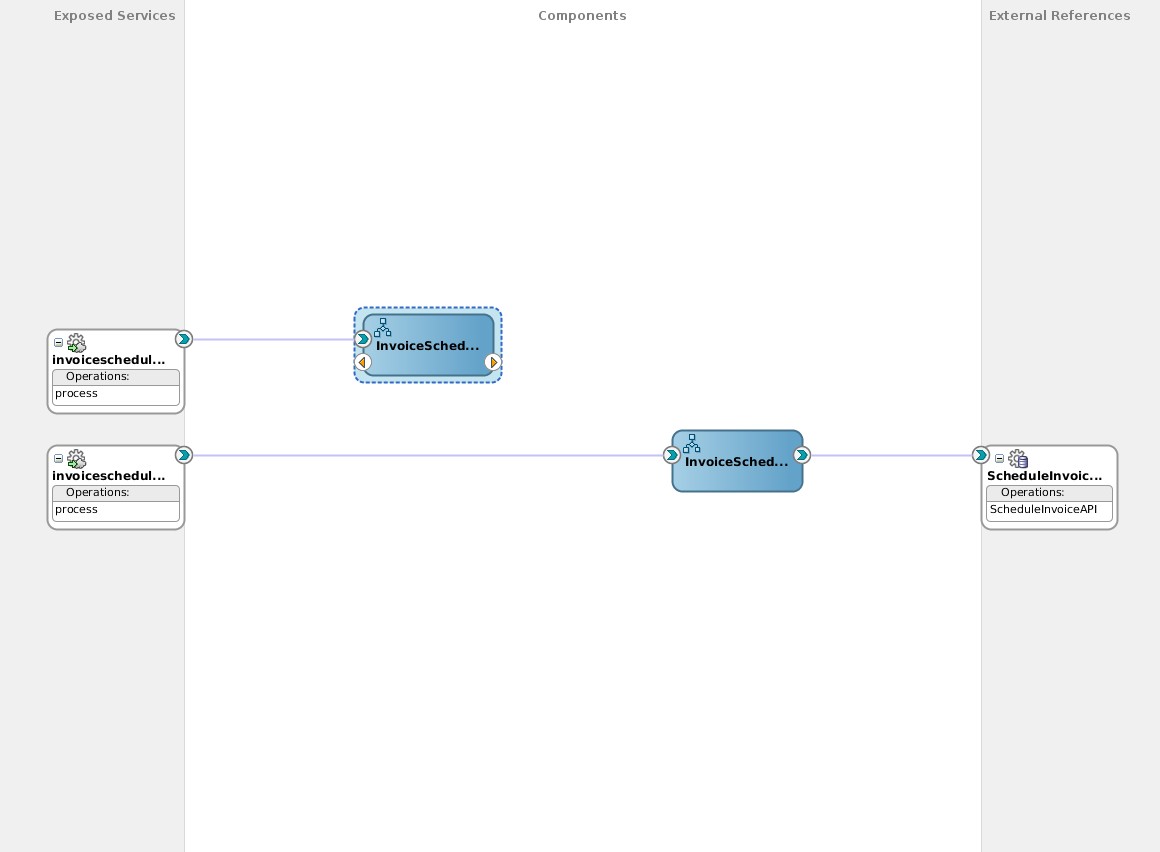 Exposed Services
Components
External References
invoiceschedul...
Operations:
process
InvoiceSched...
invoiceschedul...
Operations:
process
InvoiceSched...
ScheduleInvoic...
Operations:
ScheduleInvoiceAPI